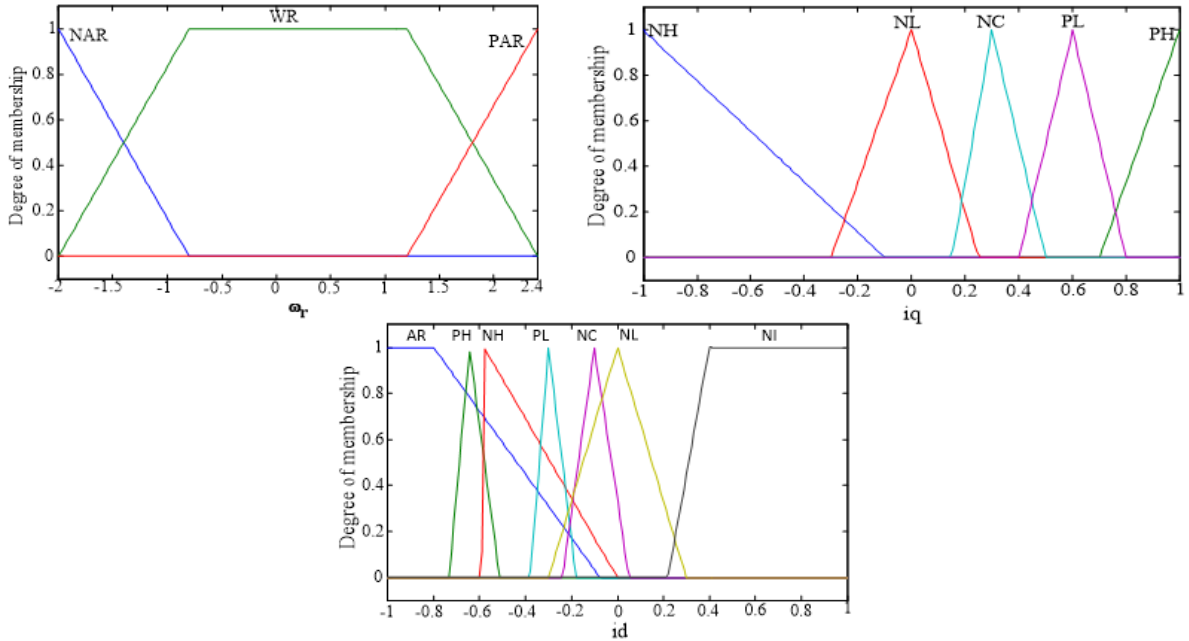 WR
NAR
PAR
Degree of membership
1
0.8
0.6
0.4
0.2
0
-2 -1.5 -1 -0.5 0 0.5 1 1.5 2 2.4
ωr
NH
NL
NC
PL
PH
Degree of membership
1
0.8
0.6
0.4
0.2
0
-1 -0.8 -0.6 -0.4 -0.2 0 0.2 0.4 0.6 0.8 1
iq
AR PH NH PL NC NL NI
Degree of membership
1
0.8
0.6
0.4
0.2
0
-1 -0.8 -0.6 -0.4 -0.2 0 0.2 0.4 0.6 0.8 1
id